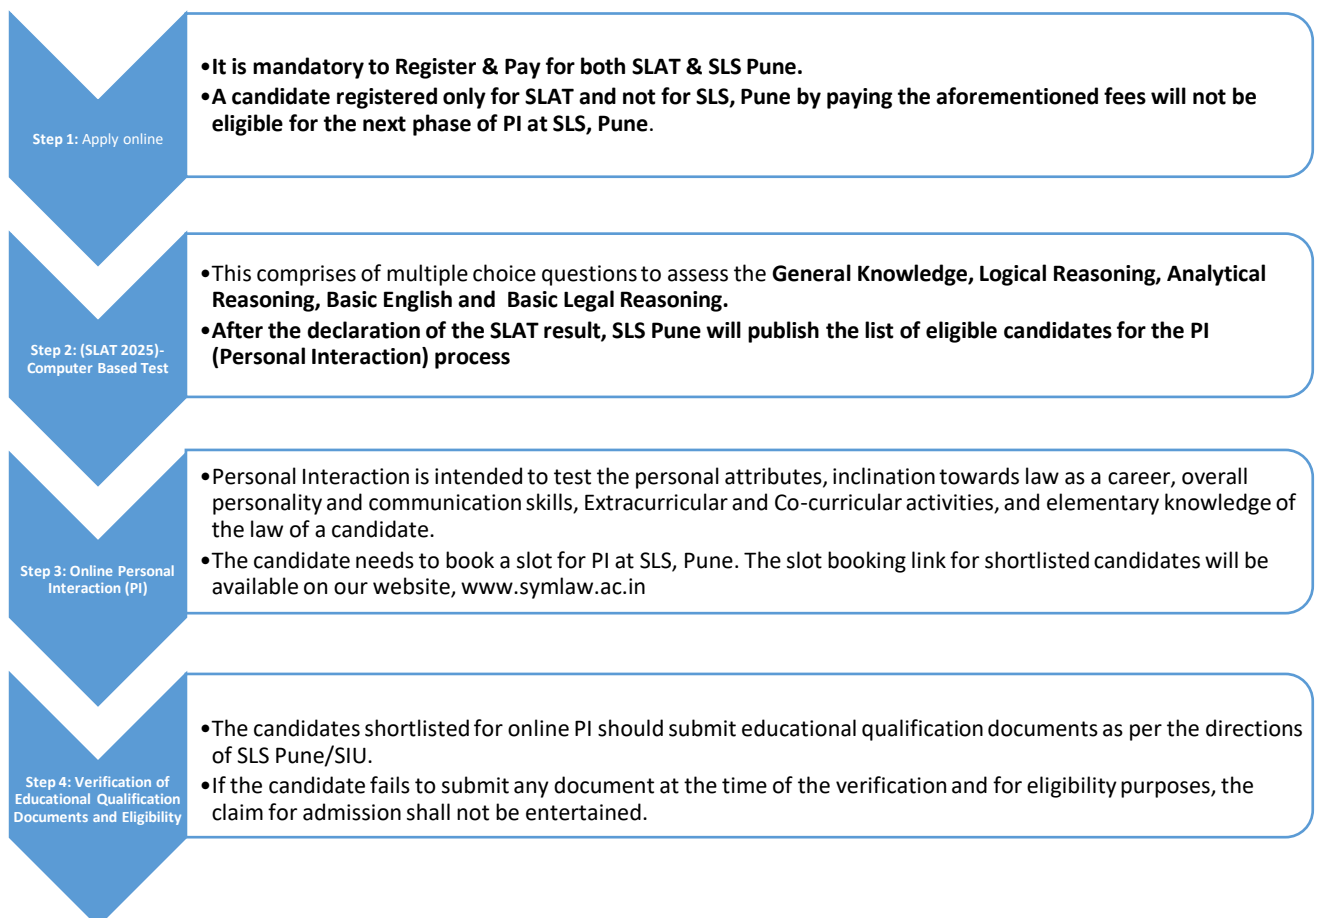 •It is mandatory to Register & Pay for both SLAT & SLS Pune.
•A candidate registered only for SLAT and not for SLS, Pune by paying the aforementioned fees will not be
eligible for the next phase of PI at SLS, Pune.
Step 1: Apply online
•This comprises of multiple choice questions to assess the General Knowledge, Logical Reasoning, Analytical
Reasoning, Basic English and Basic Legal Reasoning.
•After the declaration of the SLAT result, SLS Pune will publish the list of eligible candidates for the PI
(Personal Interaction) process
Step 2: (SLAT 2025)-
Computer Based Test
•Personal Interaction is intended to test the personal attributes, inclination towards law as a career, overall
personality and communication skills, Extracurricular and Co-curricular activities, and elementary knowledge of
the law of a candidate.
•The candidate needs to book a slot for PI at SLS, Pune. The slot booking link for shortlisted candidates will be
available on our website, www.symlaw.ac.in
Step 3: Online Personal
Interaction (PI)
•The candidates shortlisted for online PI should submit educational qualification documents as per the directions
of SLS Pune/SIU.
•If the candidate fails to submit any document at the time of the verification and for eligibility purposes, the
claim for admission shall not be entertained.
Step 4: Verification of
Educational Qualification
Documents and Eligibility